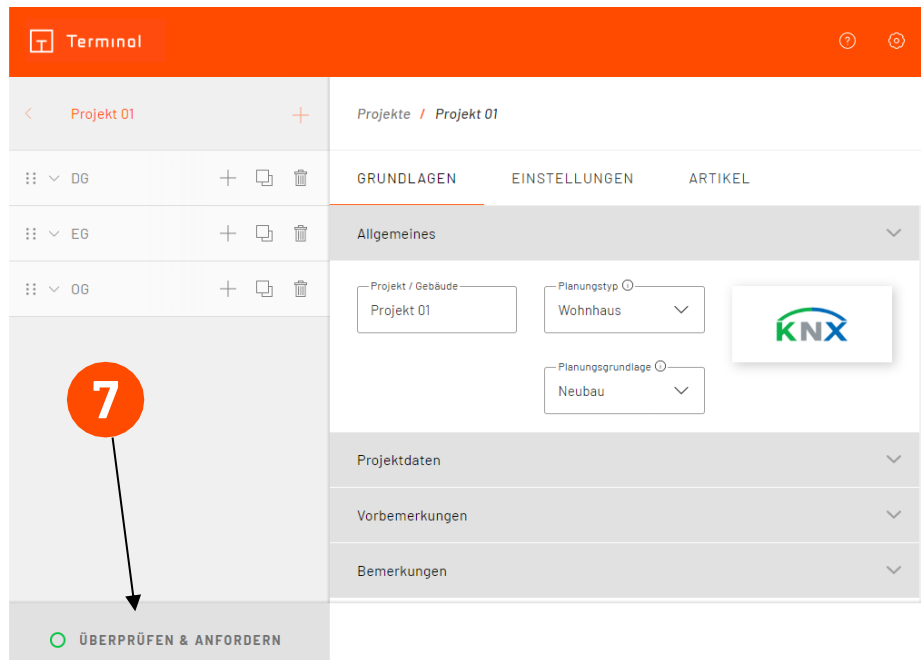 Terminal
Projekt 01
Projekte / Projekt 01
DG
EG
OG
GRUNDLAGEN EINSTELLUNGEN ARTIKEL
Allgemeines
Projekt / Gebäude
Projekt 01
Planungstyp
Wohnhaus
KNX
Planungsgrundlage
Neubau
7
Projektdaten
Vorbemerkungen
Bemerkungen
ÜBERPRÜFEN & ANFORDERN